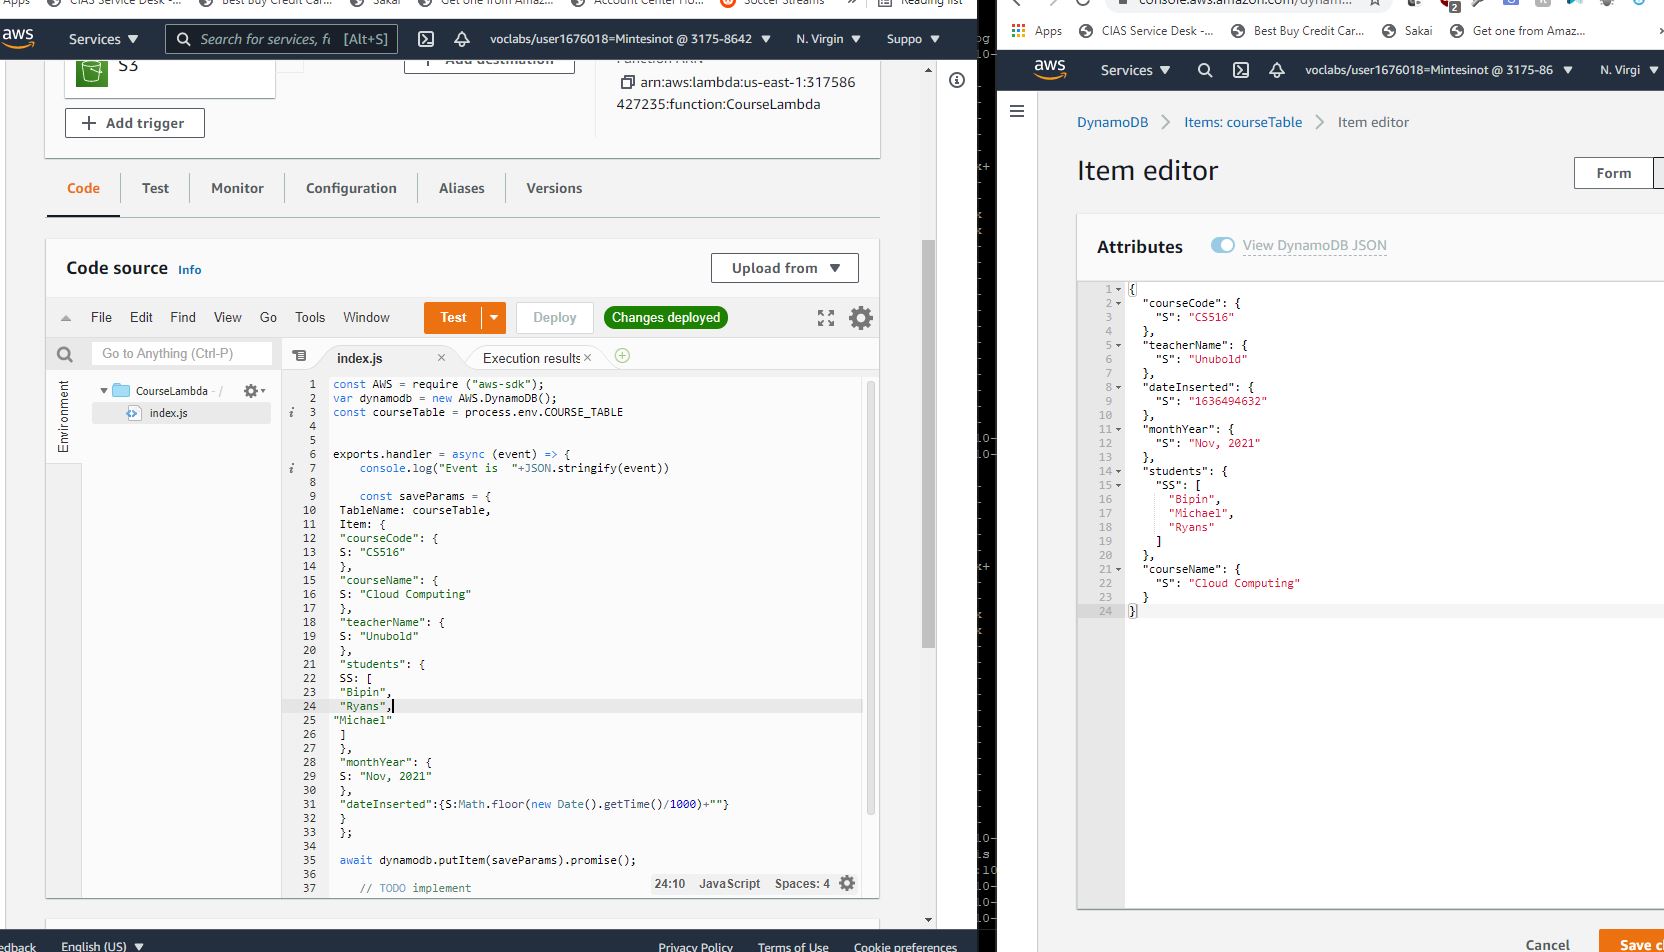 Apps CIAS Service Desk -... Best Buy Credit Car... Sakai Get one from Amaz... Account Center Ho... Soccer Streams » Reading list
aws Services ▼ Search for services, fe [Alt+S] voclabs/user1676018=Mintesinot @ 3175-8642 ▼ N. Virgin ▼ Suppo ▼
S3
Add destination
Function ARN
arn:aws:lambda:us-east-1:317586
427235:function:CourseLambda
+ Add trigger
Code Test Monitor Configuration Aliases Versions
Code source Info
Upload from ▼
File Edit Find View Go Tools Window Test Deploy Changes deployed
Go to Anything (Ctrl-P)
index.js × Execution results ×
Environment
CourseLambda - /
index.js
1 const AWS = require ("aws-sdk");
2 var dynamodb = new AWS.DynamoDB();
i 3 const courseTable = process.env.COURSE_TABLE
4
5
6 exports.handler = async (event) => {
i 7 console.log("Event is  "+JSON.stringify(event))
8
9 const saveParams = {
10 TableName: courseTable,
11 Item: {
12 "courseCode": {
13 S: "CS516"
14 },
15 "courseName": {
16 S: "Cloud Computing"
17 },
18 "teacherName": {
19 S: "Unubold"
20 },
21 "students": {
22 SS: [
23 "Bipin",
24 "Ryans",
25 "Michael"
26 ]
27 },
28 "monthYear": {
29 S: "Nov, 2021"
30 },
31 "dateInserted":{S:Math.floor(new Date().getTime()/1000)+""}
32 }
33 };
34
35 await dynamodb.putItem(saveParams).promise();
36
37 // TODO implement
24:10 JavaScript Spaces: 4
edback English (US) ▼ Privacy Policy Terms of Use Cookie preferences
console.aws.amazon.com/dynam... 2
Apps CIAS Service Desk -... Best Buy Credit Car... Sakai Get one from Amaz...
aws Services ▼ voclabs/user1676018=Mintesinot @ 3175-86 ▼ N. Virgi ▼
DynamoDB > Items: courseTable > Item editor
Item editor
Form
Attributes View DynamoDB JSON
1 {
2 "courseCode": {
3 "S": "CS516"
4 },
5 "teacherName": {
6 "S": "Unubold"
7 },
8 "dateInserted": {
9 "S": "1636494632"
10 },
11 "monthYear": {
12 "S": "Nov, 2021"
13 },
14 "students": {
15 "SS": [
16 "Bipin",
17 "Michael",
18 "Ryans"
19 ]
20 },
21 "courseName": {
22 "S": "Cloud Computing"
23 }
24 }
Cancel Save c